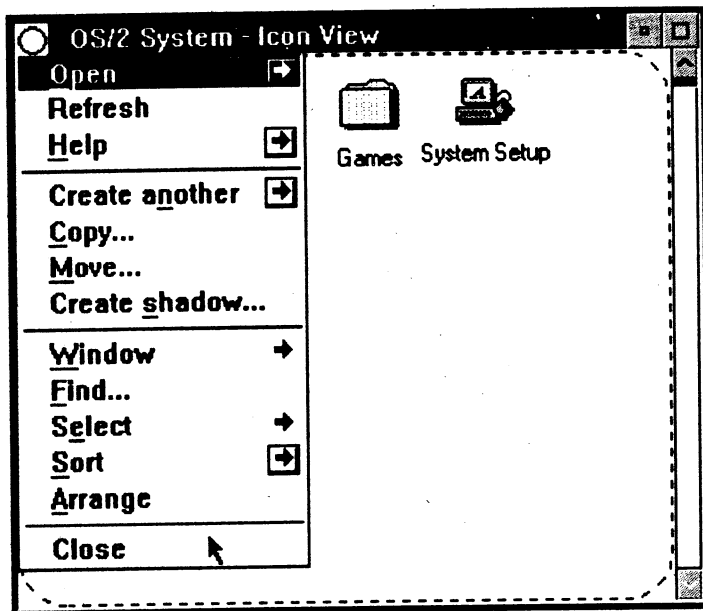 OS/2 System - Icon View
Open
Refresh
Help
Create another
Copy...
Move...
Create shadow...
Window
Find...
Select
Sort
Arrange
Close
Games
System Setup